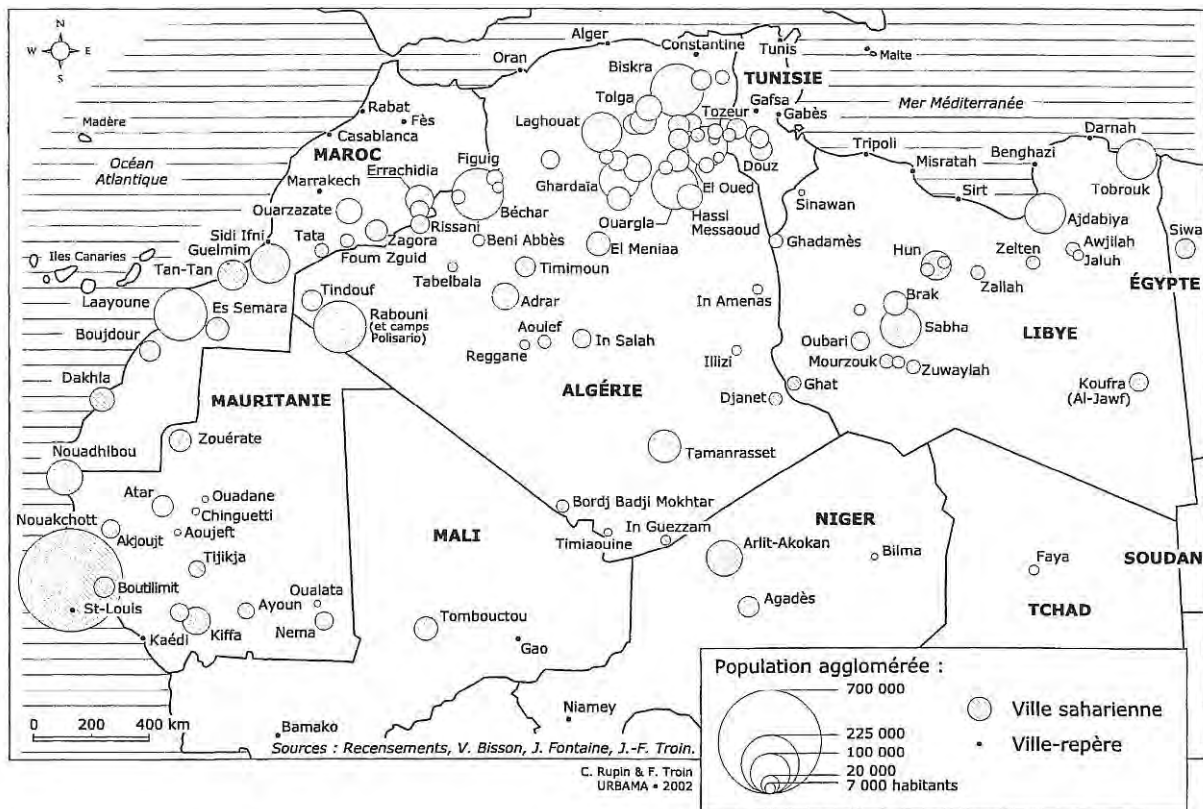 N
W
E
S
Alger
Constantine
Tunis
Malte
Oran
Biskra
TUNISIE
Rabat
Tolga
Gafsa
Tozeur
Gabès
Mer Méditerranée
Madère
Fès
Laghouat
Casablanca
Darnah
Tripoli
Océan
Atlantique
MAROC
Figuig
Douz
Benghazi
Misratah
Errachidia
Marrakech
Ghardaïa
El Oued
Sirt
Tobrouk
Ouarzazate
Béchar
Sinawan
Ouargla
Hassi
Messaoud
Rissani
Ajdabiya
Sidi Ifni
Guelmim
Tata
Zagora
Beni Abbès
El Meniaa
Ghadamès
Siwa
Iles Canaries
Foum Zguid
Hun
Zelten
Awjilah
Jaluh
Tan-Tan
Tabelbala
Timimoun
Zallah
ÉGYPTE
Laayoune
Es Semara
Tindouf
Adrar
In Amenas
Brak
Rabouni
(et camps
Polisario)
Boujdour
Aoulef
In Salah
Sabha
LIBYE
Oubari
Reggane
Illizi
Mourzouk
Zuwaylah
Dakhla
MAURITANIE
ALGÉRIE
Djanet
Ghat
Koufra
(Al-Jawf)
Zouérate
Nouadhibou
Tamanrasset
Atar
Ouadane
Chinguetti
Bordj Badji Mokhtar
Nouakchott
Akjoujt
Aoujeft
MALI
In Guezzam
Timiaouine
NIGER
Arlit-Akokan
Bilma
Faya
SOUDAN
Tijikja
Boutilimit
Oualata
Agadès
TCHAD
St-Louis
Ayoun
Tombouctou
Kaédi
Kiffa
Nema
Gao
Population agglomérée :
700 000
225 000
100 000
20 000
7 000 habitants
Ville saharienne
Ville-repère
0 200 400 km
Niamey
Bamako
Sources : Recensements, V. Bisson, J. Fontaine, J.-F. Troin.
C. Rupin & F. Troin
URBAMA • 2002